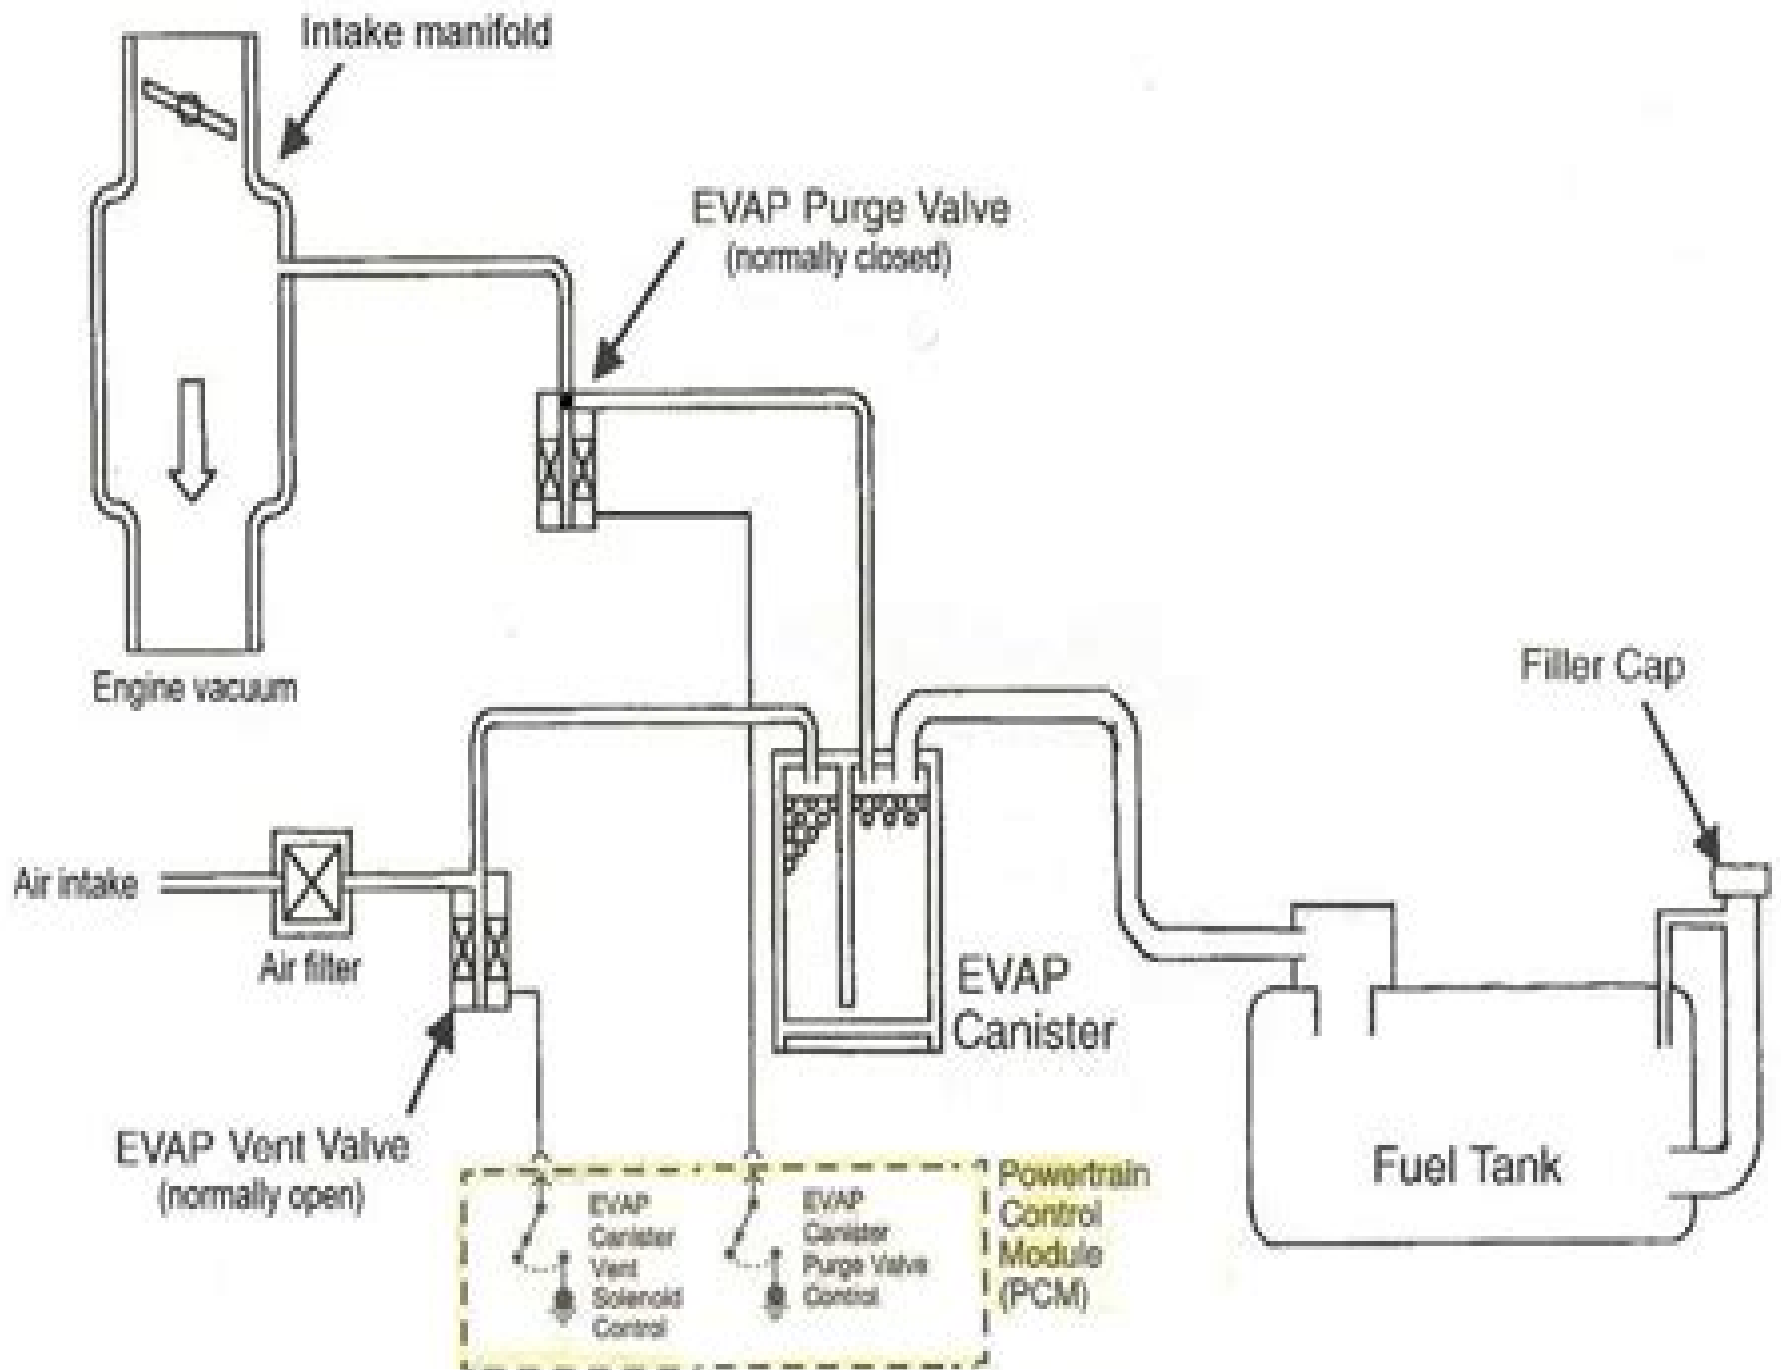 Intake manifold
EVAP Purge Valve
(normally closed)
Engine vacuum
Filler Cap
Air intake
Air filter
EVAP
Canister
EVAP Vent Valve
(normally open)
Fuel Tank
Powertrain
Control
Module
(PCM)
EVAP
Canister
Vent
Solenoid
Control
EVAP
Canister
Purge Valve
Control